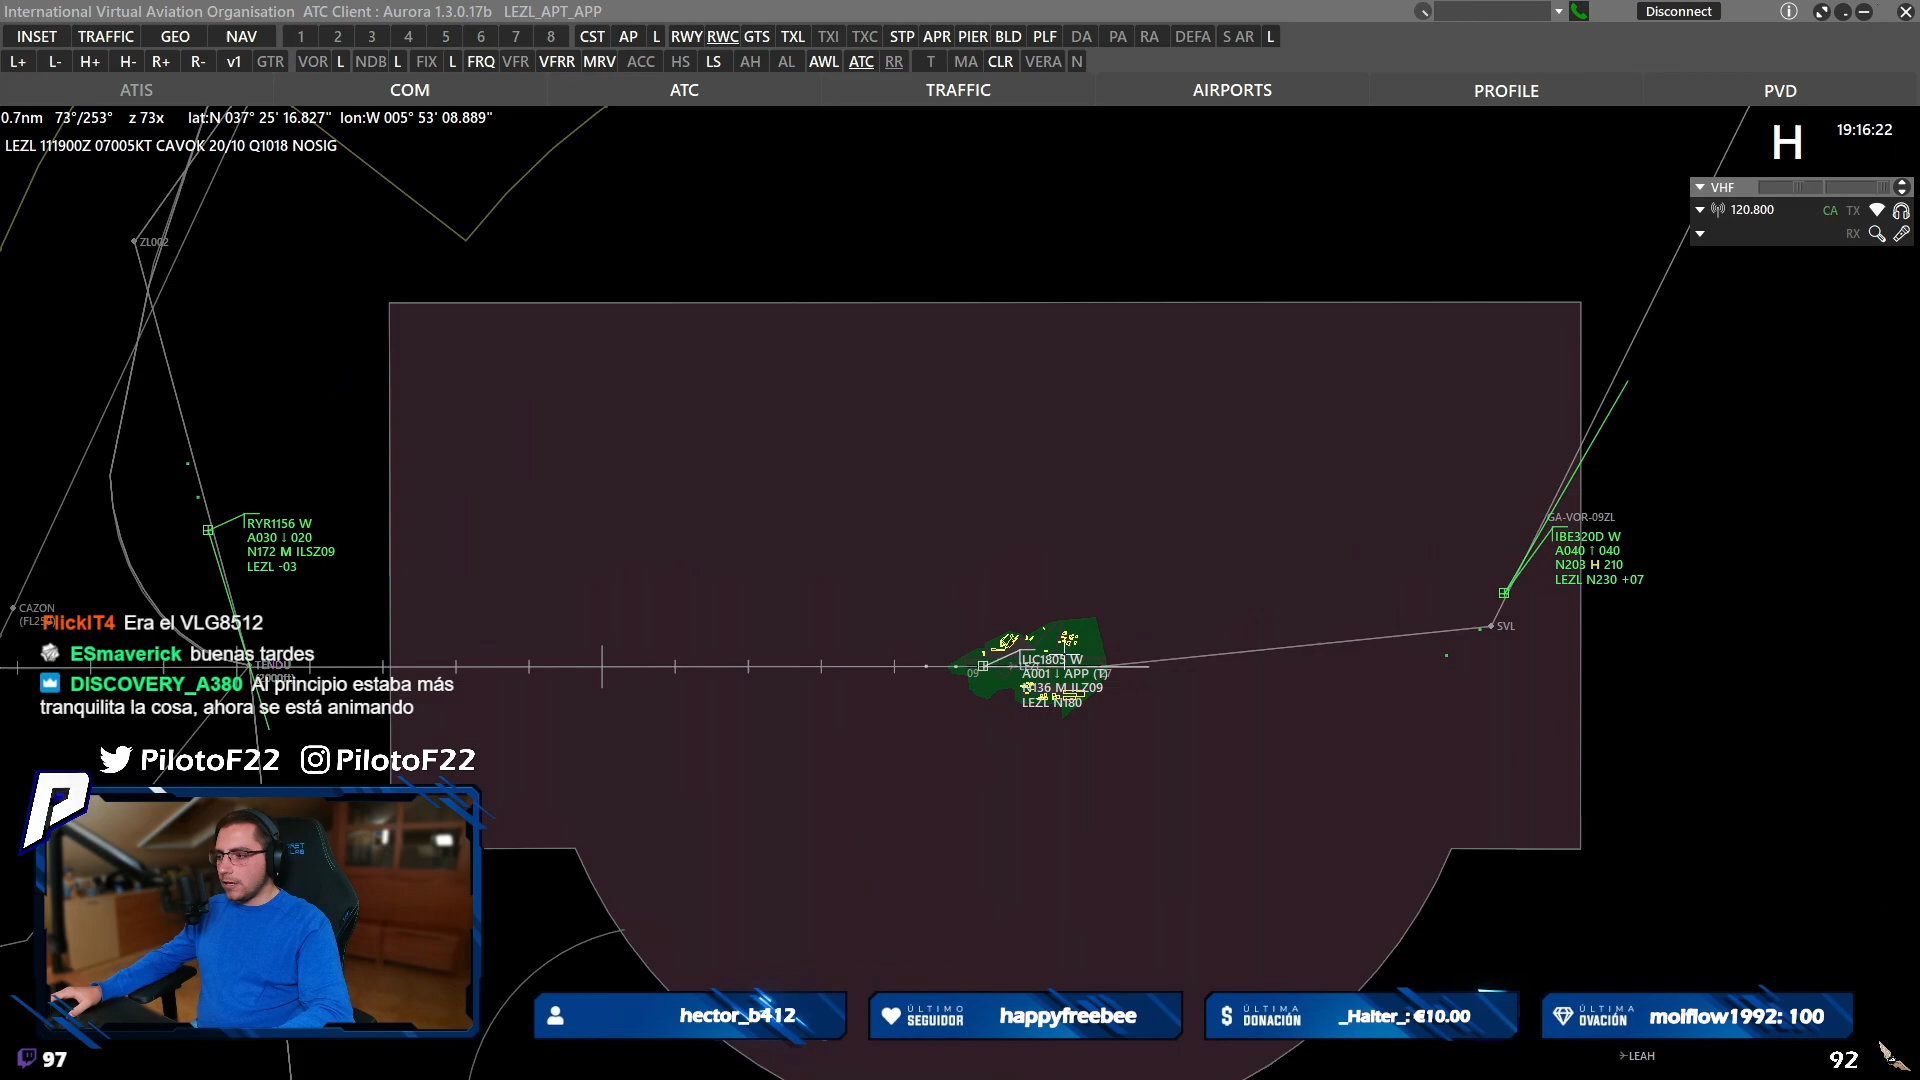 International Virtual Aviation Organisation   ATC Client : Aurora 1.3.0.17b   LEZL_APT_APP
Disconnect
INSET TRAFFIC GEO NAV 1 2 3 4 5 6 7 8 CST AP L RWY RWC GTS TXL TXI TXC STP APR PIER BLD PLF DA PA RA DEFA S AR L
L+ L- H+ H- R+ R- v1 GTR VOR L NDB L FIX L FRQ VFR VFRR MRV ACC HS LS AH AL AWL ATC RR T MA CLR VERA N
ATIS COM ATC TRAFFIC AIRPORTS PROFILE PVD
0.7nm 73°/253° z 73x lat:N 037° 25' 16.827" lon:W 005° 53' 08.889"
LEZL 111900Z 07005KT CAVOK 20/10 Q1018 NOSIG
H
19:16:22
VHF
120.800 CA TX
RX
ZL002
RYR1156 W
A030 ↓ 020
N172 M ILSZ09
LEZL -03
GA-VOR-09ZL
IBE320D W
A040 ↑ 040
N203 H 210
LEZL N230 +07
SVL
CAZON
TENDU
09
A001 ↓ APP (T)
LEZL N180
FlickIT4 Era el VLG8512
ESmaverick buenas tardes
DISCOVERY_A380 Al principio estaba más
tranquilita la cosa, ahora se está animando
PilotoF22 PilotoF22
P
hector_b412
ÚLTIMO
SEGUIDOR
happyfreebee
ÚLTIMA
DONACIÓN
_Halter_: €10.00
ÚLTIMA
OVACIÓN
moiflow1992: 100
97
LEAH
92